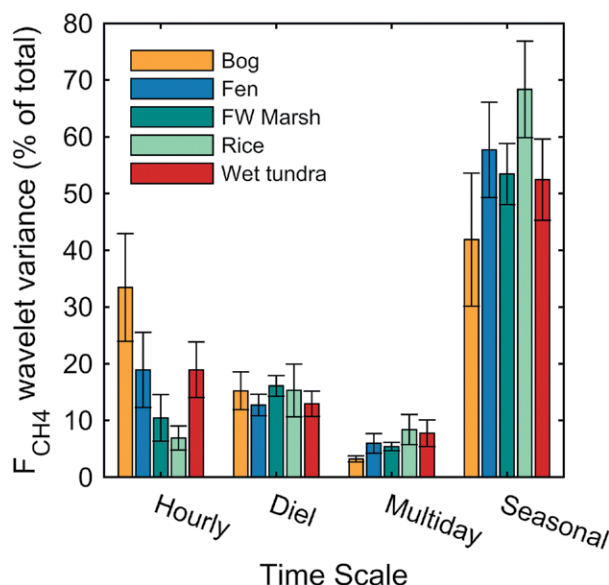 F_CH4 wavelet variance (% of total)
80
70
60
50
40
30
20
10
0
Bog
Fen
FW Marsh
Rice
Wet tundra
Hourly
Diel
Multiday
Seasonal
Time Scale